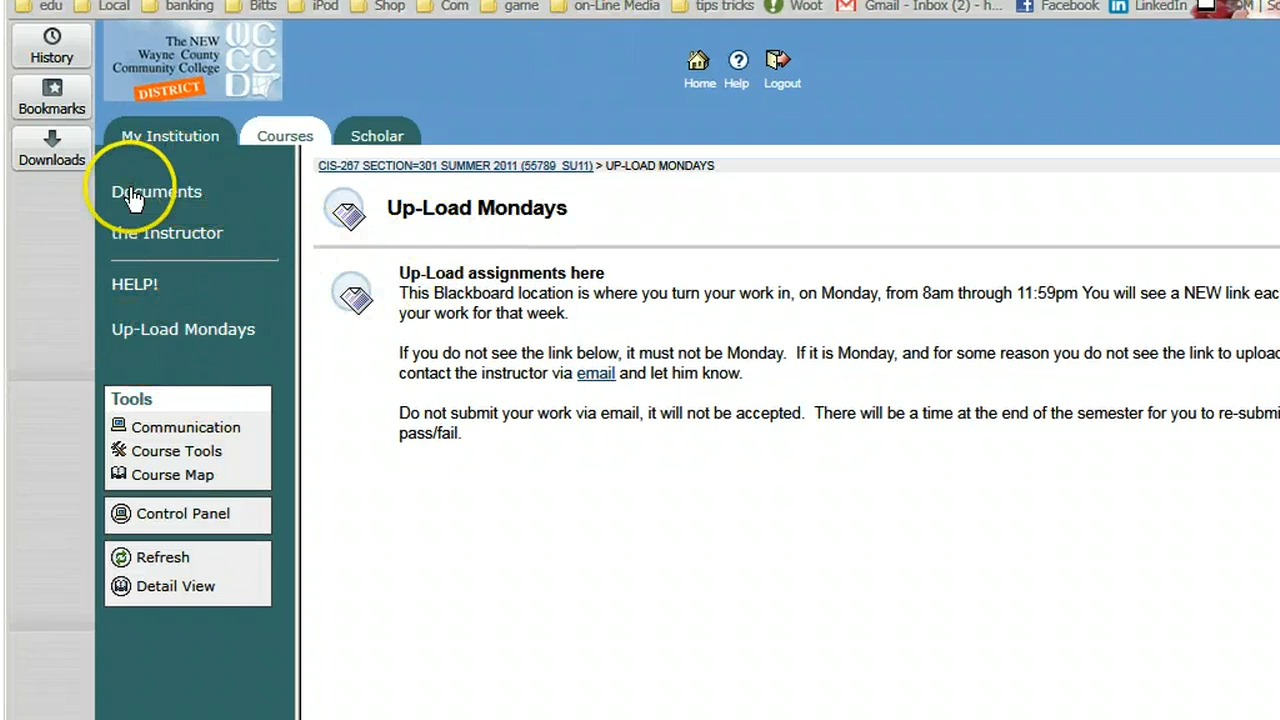 edu Local banking Bitts iPod Shop Com game on-Line Media tips tricks Woot Gmail - Inbox (2) - h... Facebook LinkedIn
History
Bookmarks
Downloads
The NEW
Wayne County
Community College
DISTRICT
WCCCD
Home Help Logout
My Institution Courses Scholar
Documents
the Instructor
HELP!
Up-Load Mondays
Tools
Communication
Course Tools
Course Map
Control Panel
Refresh
Detail View
CIS-267 SECTION=301 SUMMER 2011 (55789_SU11) > UP-LOAD MONDAYS
Up-Load Mondays
Up-Load assignments here
This Blackboard location is where you turn your work in, on Monday, from 8am through 11:59pm You will see a NEW link eac
your work for that week.
If you do not see the link below, it must not be Monday. If it is Monday, and for some reason you do not see the link to upload
contact the instructor via email and let him know.
Do not submit your work via email, it will not be accepted. There will be a time at the end of the semester for you to re-submi
pass/fail.